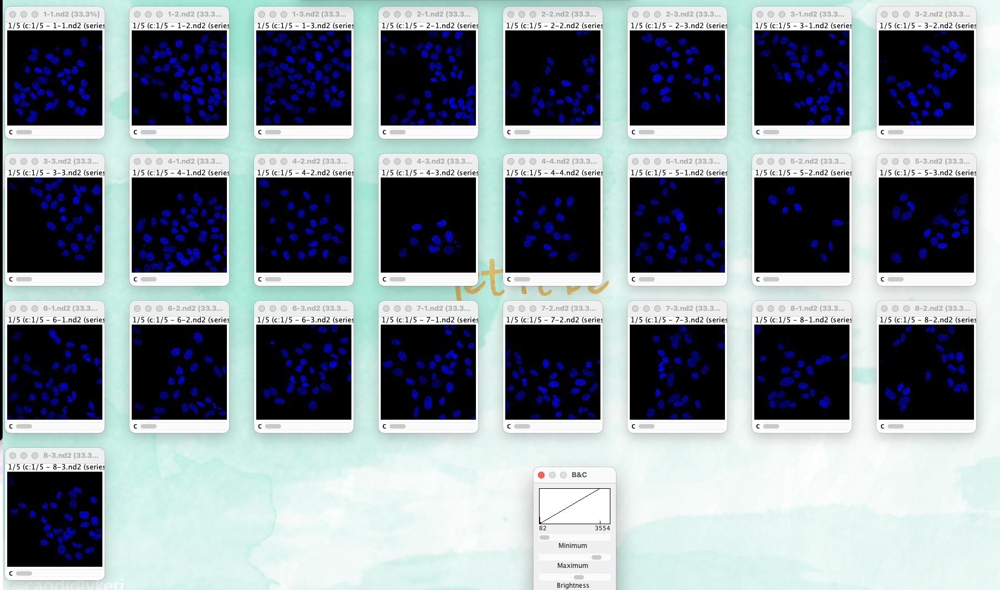 1-1.nd2 (33.3%)
1/5 (c:1/5 - 1-1.nd2 (series
1-2.nd2 (33.3...
1/5 (c:1/5 - 1-2.nd2 (series
1-3.nd2 (33.3...
1/5 (c:1/5 - 1-3.nd2 (series
2-1.nd2 (33.3...
1/5 (c:1/5 - 2-1.nd2 (series
2-2.nd2 (33.3...
1/5 (c:1/5 - 2-2.nd2 (series
2-3.nd2 (33.3...
1/5 (c:1/5 - 2-3.nd2 (series
3-1.nd2 (33.3...
1/5 (c:1/5 - 3-1.nd2 (series
3-2.nd2 (33.3...
1/5 (c:1/5 - 3-2.nd2 (series
c
c
c
c
c
c
c
c
3-3.nd2 (33.3...
1/5 (c:1/5 - 3-3.nd2 (series
4-1.nd2 (33.3...
1/5 (c:1/5 - 4-1.nd2 (series
4-2.nd2 (33.3...
1/5 (c:1/5 - 4-2.nd2 (series
4-3.nd2 (33.3...
1/5 (c:1/5 - 4-3.nd2 (series
4-4.nd2 (33.3...
1/5 (c:1/5 - 4-4.nd2 (series
5-1.nd2 (33.3...
1/5 (c:1/5 - 5-1.nd2 (series
5-2.nd2 (33.3...
1/5 (c:1/5 - 5-2.nd2 (series
5-3.nd2 (33.3...
1/5 (c:1/5 - 5-3.nd2 (series
c
c
c
c
c
c
c
c
let it be
6-1.nd2 (33.3...
1/5 (c:1/5 - 6-1.nd2 (series
6-2.nd2 (33.3...
1/5 (c:1/5 - 6-2.nd2 (series
6-3.nd2 (33.3...
1/5 (c:1/5 - 6-3.nd2 (series
7-1.nd2 (33.3...
1/5 (c:1/5 - 7-1.nd2 (series
7-2.nd2 (33.3...
1/5 (c:1/5 - 7-2.nd2 (series
7-3.nd2 (33.3...
1/5 (c:1/5 - 7-3.nd2 (series
8-1.nd2 (33.3...
1/5 (c:1/5 - 8-1.nd2 (series
8-2.nd2 (33.3...
1/5 (c:1/5 - 8-2.nd2 (series
c
c
c
c
c
c
c
c
8-3.nd2 (33.3...
1/5 (c:1/5 - 8-3.nd2 (series
c
@candidlykeri
B&C
82 3554
Minimum
Maximum
Brightness